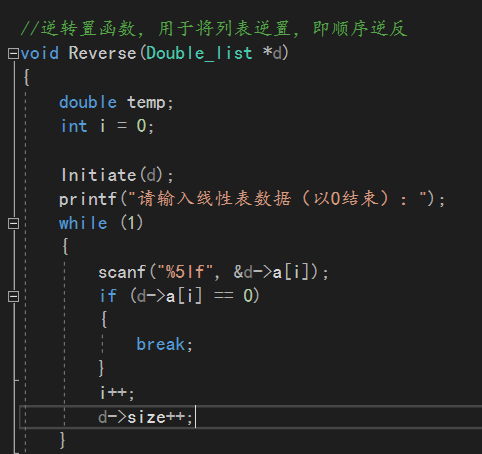 //逆转置函数，用于将列表逆置，即顺序逆反
void Reverse(Double_list *d)
{
    double temp;
    int i = 0;

    Initiate(d);
    printf("请输入线性表数据（以0结束）：");
    while (1)
    {
        scanf("%5lf", &d->a[i]);
        if (d->a[i] == 0)
        {
            break;
        }
        i++;
        d->size++;
    }